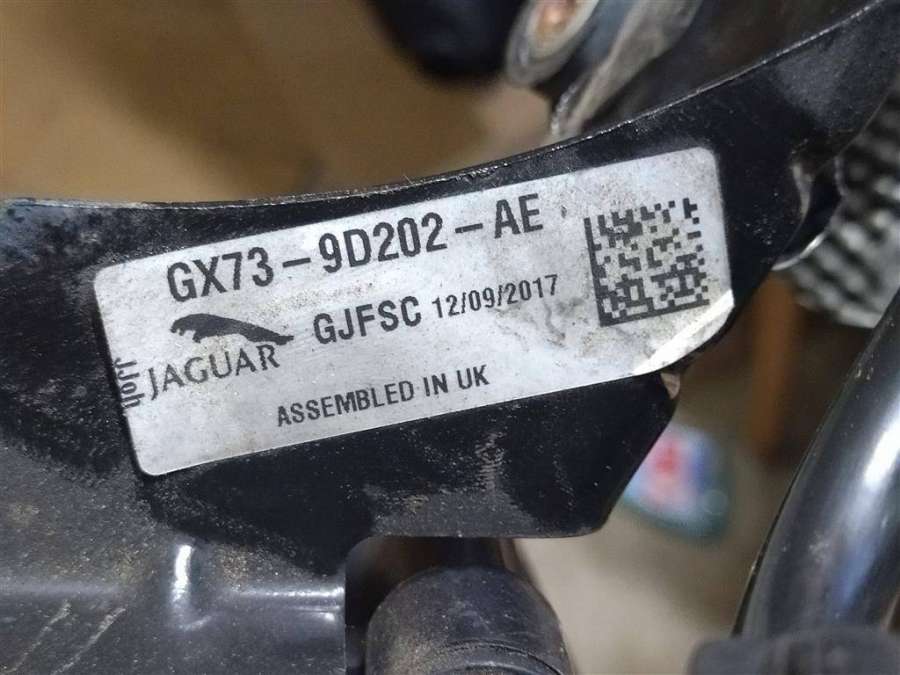 GX73-9D202-AE
GJFSC 12/09/2017
JAGUAR
ASSEMBLED IN UK